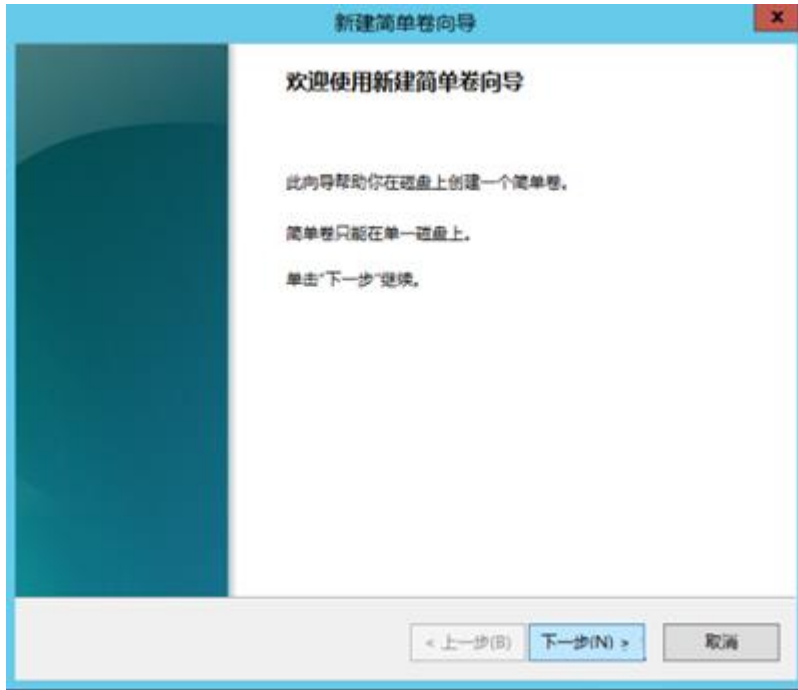 新建简单卷向导
x
欢迎使用新建简单卷向导
此向导帮助你在磁盘上创建一个简单卷。
简单卷只能在单一磁盘上。
单击"下一步"继续。
< 上一步(B) 下一步(N) > 取消